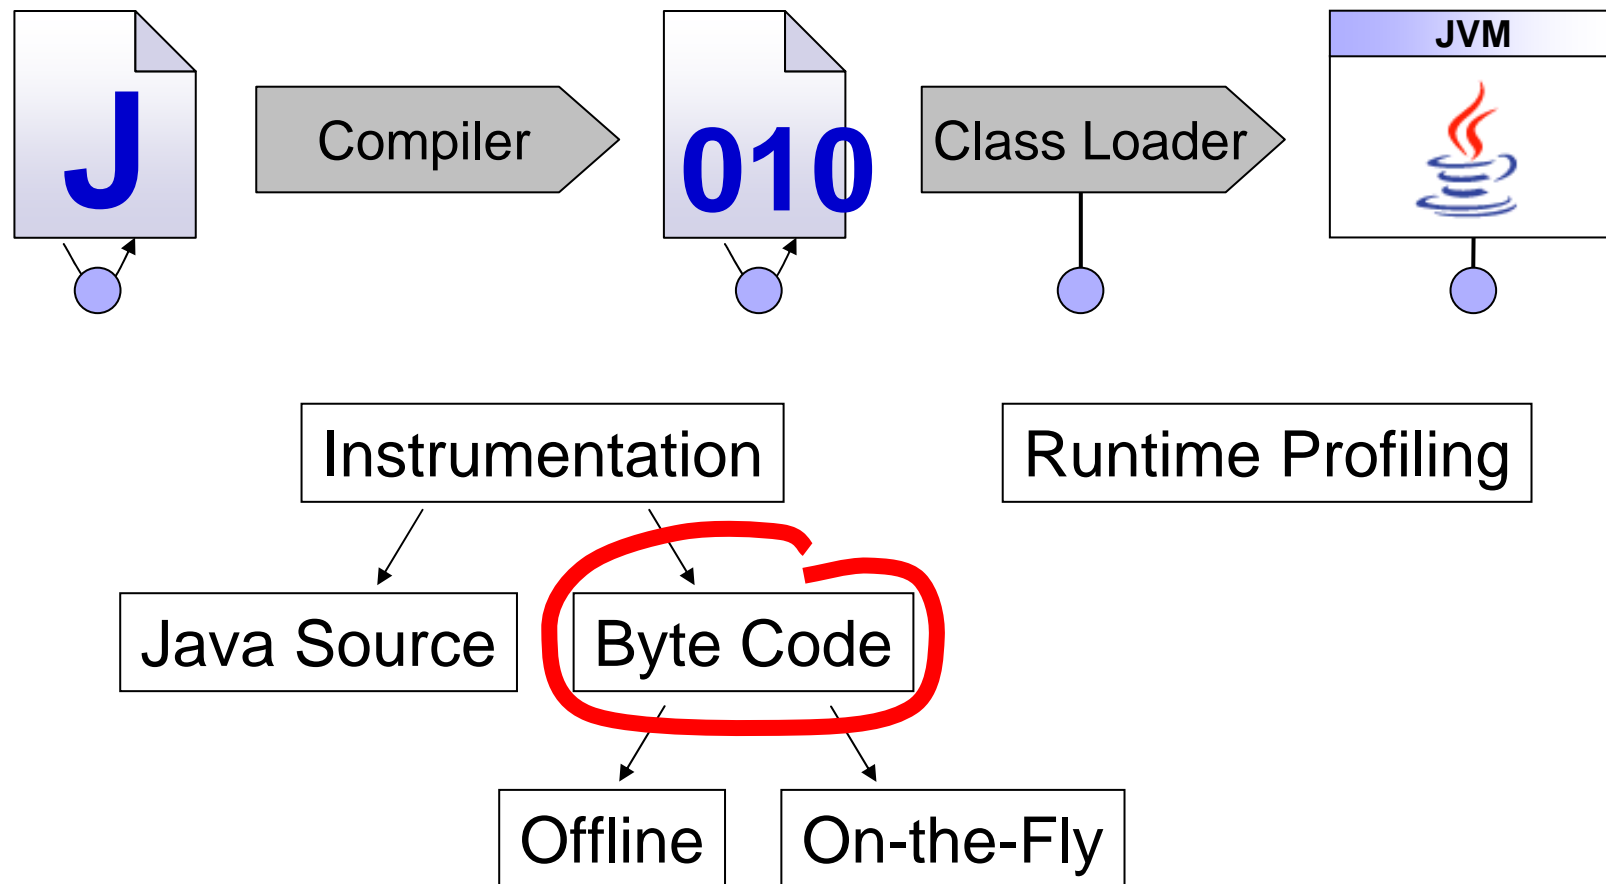 J
Compiler
010
Class Loader
JVM
Instrumentation
Runtime Profiling
Java Source
Byte Code
Offline
On-the-Fly